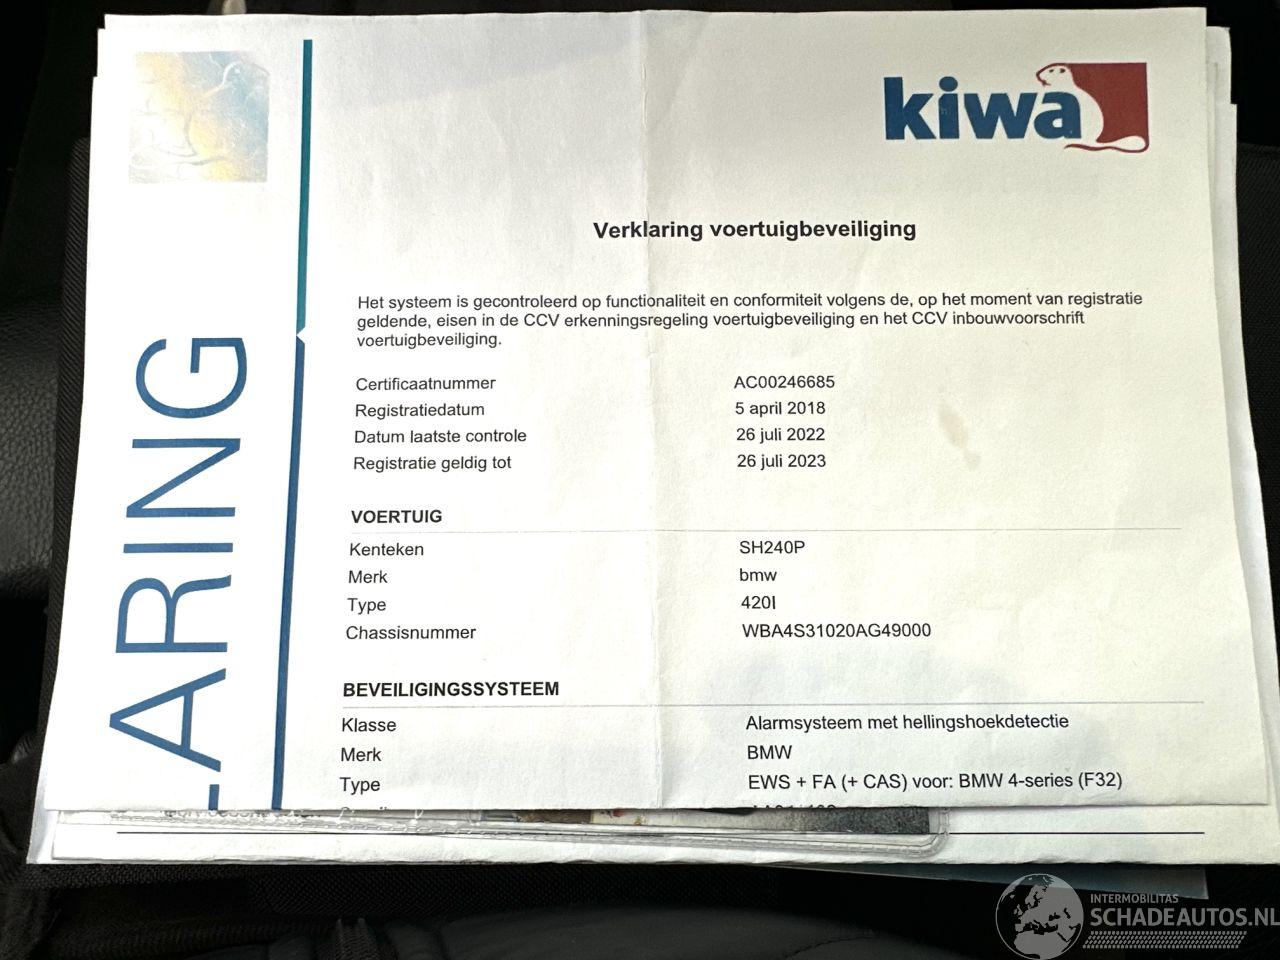 kiwa
Verklaring voertuigbeveiliging
Het systeem is gecontroleerd op functionaliteit en conformiteit volgens de, op het moment van registratie
geldende, eisen in de CCV erkenningsregeling voertuigbeveiliging en het CCV inbouwvoorschrift
voertuigbeveiliging.
Certificaatnummer AC00246685
Registratiedatum 5 april 2018
Datum laatste controle 26 juli 2022
Registratie geldig tot 26 juli 2023
VOERTUIG
Kenteken SH240P
Merk bmw
Type 420I
Chassisnummer WBA4S31020AG49000
BEVEILIGINGSSYSTEEM
Klasse Alarmsysteem met hellingshoekdetectie
Merk BMW
Type EWS + FA (+ CAS) voor: BMW 4-series (F32)
LARING
INTERMOBILITAS
SCHADEAUTOS.NL